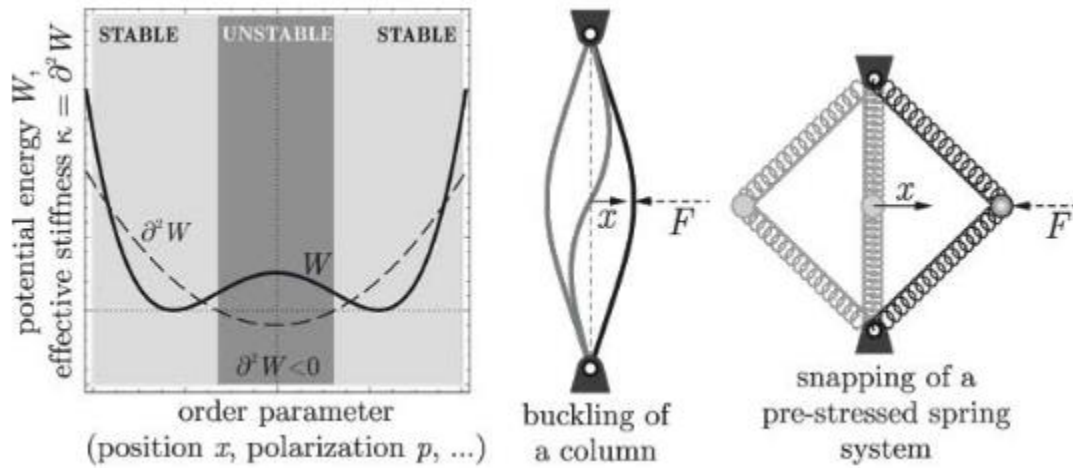 STABLE UNSTABLE STABLE
potential energy W,
effective stiffness κ = ∂²W
∂²W
W
∂²W<0
order parameter
(position x, polarization p, ...)
x
F
buckling of
a column
x
F
snapping of a
pre-stressed spring
system